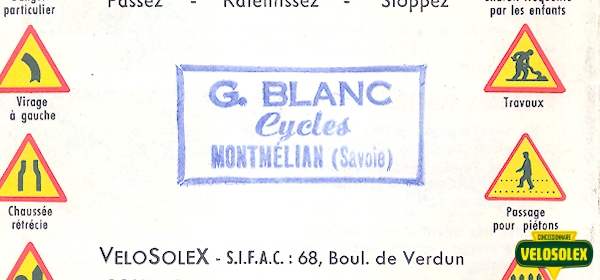 Danger
particulier
Passez - Ralentissez - Stoppez
par les enfants
Virage
à gauche
Travaux
G. BLANC
Cycles
MONTMÉLIAN (Savoie)
Chaussée
rétrécie
Passage
pour piétons
VELOSOLEX - S.I.F.A.C. : 68, Boul. de Verdun
CONCESSIONNAIRE
VELOSOLEX